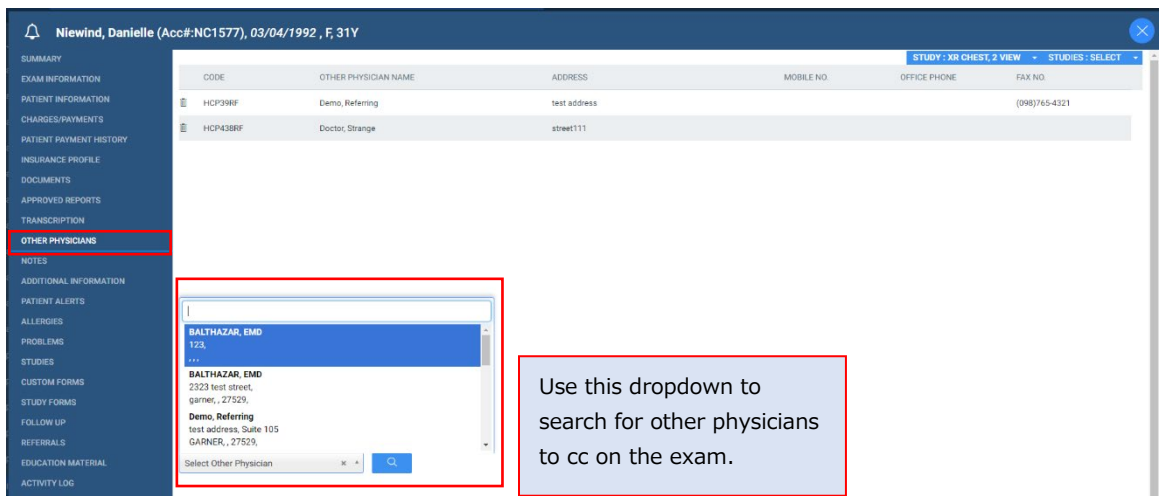 Niewind, Danielle (Acc#:NC1577), 03/04/1992 , F, 31Y
STUDY : XR CHEST, 2 VIEW STUDIES : SELECT
SUMMARY
EXAM INFORMATION
PATIENT INFORMATION
CHARGES/PAYMENTS
PATIENT PAYMENT HISTORY
INSURANCE PROFILE
DOCUMENTS
APPROVED REPORTS
TRANSCRIPTION
OTHER PHYSICIANS
NOTES
ADDITIONAL INFORMATION
PATIENT ALERTS
ALLERGIES
PROBLEMS
STUDIES
CUSTOM FORMS
STUDY FORMS
FOLLOW UP
REFERRALS
EDUCATION MATERIAL
ACTIVITY LOG
CODE OTHER PHYSICIAN NAME ADDRESS MOBILE NO. OFFICE PHONE FAX NO.
HCP39RF Demo, Referring test address (098)765-4321
HCP438RF Doctor, Strange street111
BALTHAZAR, EMD
123,
, , ,
BALTHAZAR, EMD
2323 test street,
garner, , 27529,
Demo, Referring
test address, Suite 105
GARNER, , 27529,
Select Other Physician
Use this dropdown to
search for other physicians
to cc on the exam.